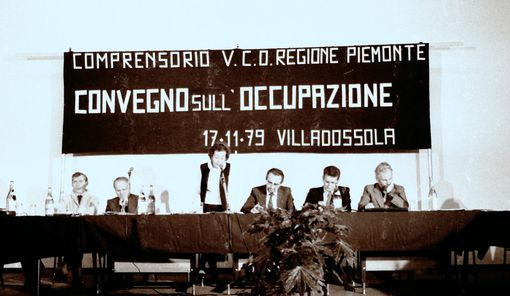 COMPRENSORIO V.C.O. REGIONE PIEMONTE
CONVEGNO SULL'OCCUPAZIONE
17·11·79 VILLADOSSOLA